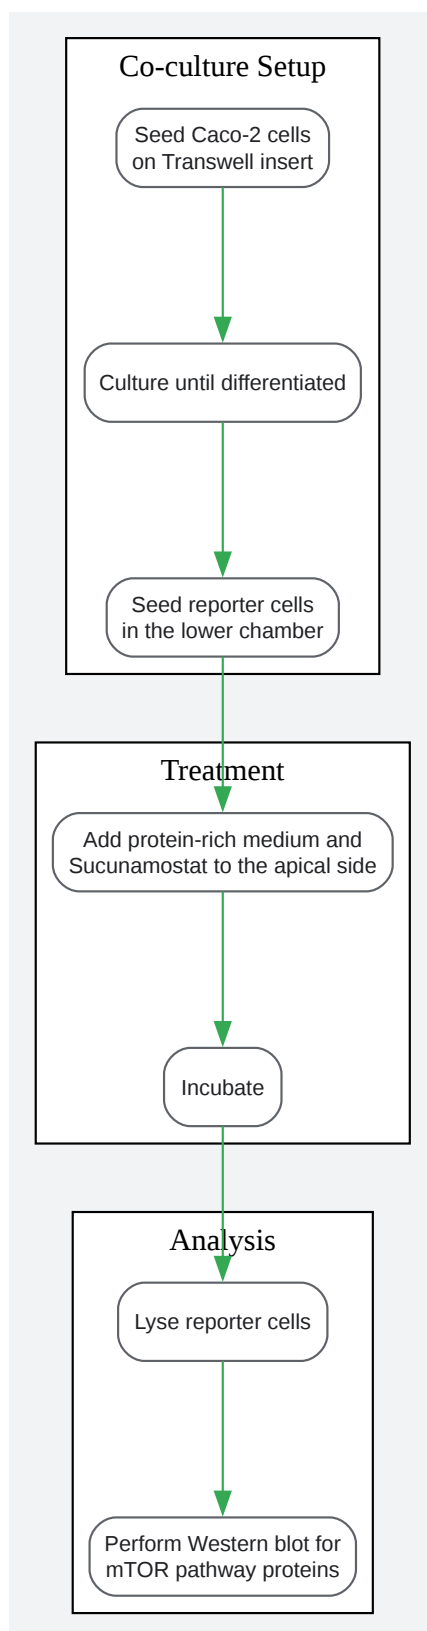 Co-culture Setup
Seed Caco-2 cells
on Transwell insert
Culture until differentiated
Seed reporter cells
in the lower chamber
Treatment
Add protein-rich medium and
Sucunamostat to the apical side
Incubate
Analysis
Lyse reporter cells
Perform Western blot for
mTOR pathway proteins